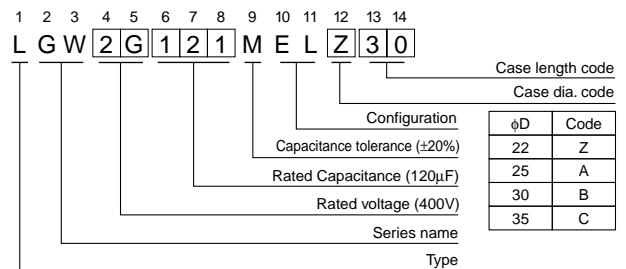 1 2 3 4 5 6 7 8 9 10 11 12 13 14
L G W 2 G 1 2 1 M E L Z 3 0
Case length code
Case dia. code
Configuration
Capacitance tolerance (±20%)
Rated Capacitance (120µF)
Rated voltage (400V)
Series name
Type
ϕD Code
22 Z
25 A
30 B
35 C